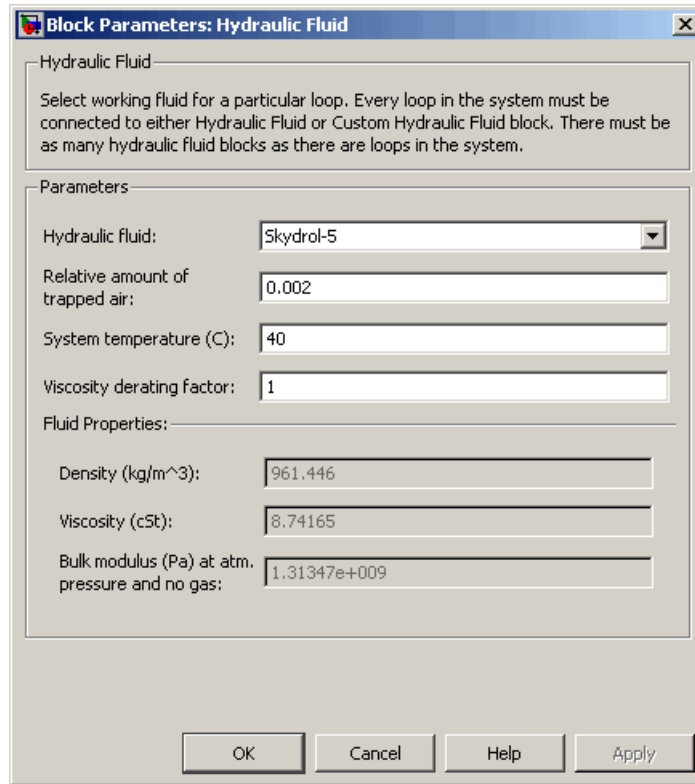 Block Parameters: Hydraulic Fluid
Hydraulic Fluid
Select working fluid for a particular loop. Every loop in the system must be
connected to either Hydraulic Fluid or Custom Hydraulic Fluid block. There must be
as many hydraulic fluid blocks as there are loops in the system.
Parameters
Hydraulic fluid: Skydrol-5
Relative amount of
trapped air: 0.002
System temperature (C): 40
Viscosity derating factor: 1
Fluid Properties:
Density (kg/m^3): 961.446
Viscosity (cSt): 8.74165
Bulk modulus (Pa) at atm.
pressure and no gas: 1.31347e+009
OK Cancel Help Apply